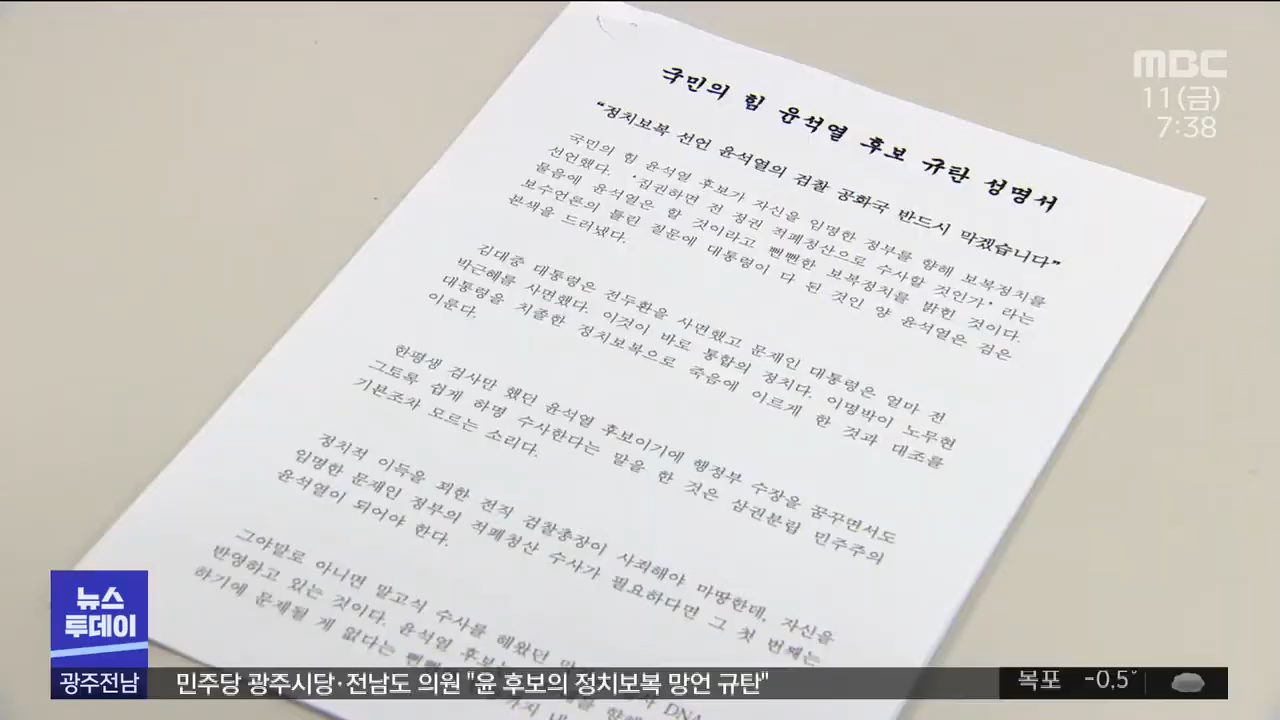 MBC
11(금)
7:38
국민의 힘 윤석열 후보 규탄 성명서
“정치보복 선언 윤석열의 검찰 공화국 반드시 막겠습니다”
국민의 힘 윤석열 후보가 자신을 임명한 정부를 향해 보복정치를
선언했다. '집권하면 전 정권 적폐청산으로 수사할 것인가' 라는
물음에 윤석열은 할 것이라고 뻔뻔한 보복정치를 밝힌 것이다.
보수언론의 틀린 질문에 대통령이 다 된 것인 양 윤석열은 검은
본색을 드러냈다.
김대중 대통령은 전두환을 사면했고 문재인 대통령은 얼마 전
박근혜를 사면했다. 이것이 바로 통합의 정치다. 이명박이 노무현
대통령을 치졸한 정치보복으로 죽음에 이르게 한 것과 대조를
이룬다.
한평생 검사만 했던 윤석열 후보이기에 행정부 수장을 꿈꾸면서도
그토록 쉽게 하명 수사한다는 말을 한 것은 삼권분립 민주주의
기본조차 모르는 소리다.
정치적 이득을 꾀한 전직 검찰총장이 사죄해야 마땅한데, 자신을
임명한 문재인 정부의 적폐청산 수사가 필요하다면 그 첫 번째는
윤석열이 되어야 한다.
그야말로 아니면 말고식 수사를 해왔던 DNA
반영하고 있는 것이다. 윤석열 후보는
하기에 문제될 게 없다는
뉴스
투데이
광주전남 민주당 광주시당·전남도 의원 "윤 후보의 정치보복 망언 규탄" 목포 -0.5°